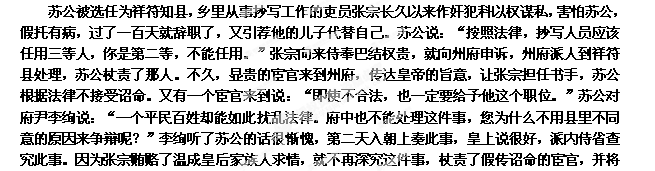 苏公被选任为祥符知县，乡里从事抄写工作的吏员张宗长久以来作奸犯科以权谋私，害怕苏公，
假托有病，过了一百天就辞职了，又引荐他的儿子代替自己。苏公说：“按照法律，抄写人员应该
任用三等人，你是第二等，不能任用。”张宗向来侍奉巴结权贵，就向州府申诉，州府派人到祥符
县处理，苏公杖责了那人。不久，显贵的宦官来到州府，传达皇帝的旨意，让张宗担任书手，苏公
根据法律不接受诏命。又有一个宦官来到说：“即使不合法，也一定要给予他这个职位。”苏公对
府尹李绚说：“一个平民百姓却能如此扰乱法律。府中也不能处理这件事，您为什么不用县里不同
意的原因来争辩呢？”李绚听了苏公的话很惭愧，第二天入朝上奏此事，皇上说很好，派内侍省查
究此事。因为张宗贿赂了温成皇后家族人求情，就不再深究这件事，杖责了假传诏命的宦官，并将